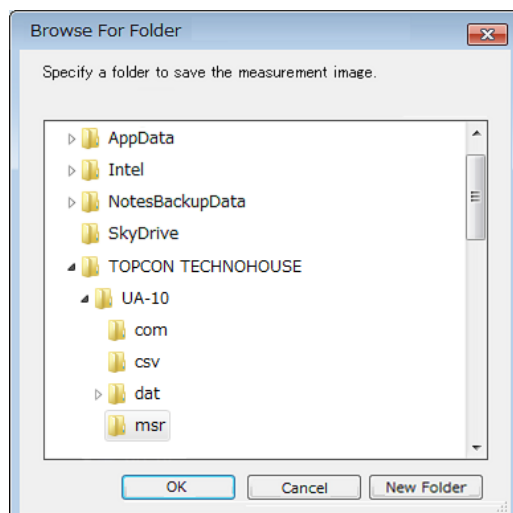 Browse For Folder
Specify a folder to save the measurement image.
AppData
Intel
NotesBackupData
SkyDrive
TOPCON TECHNOHOUSE
UA-10
com
csv
dat
msr
OK Cancel New Folder